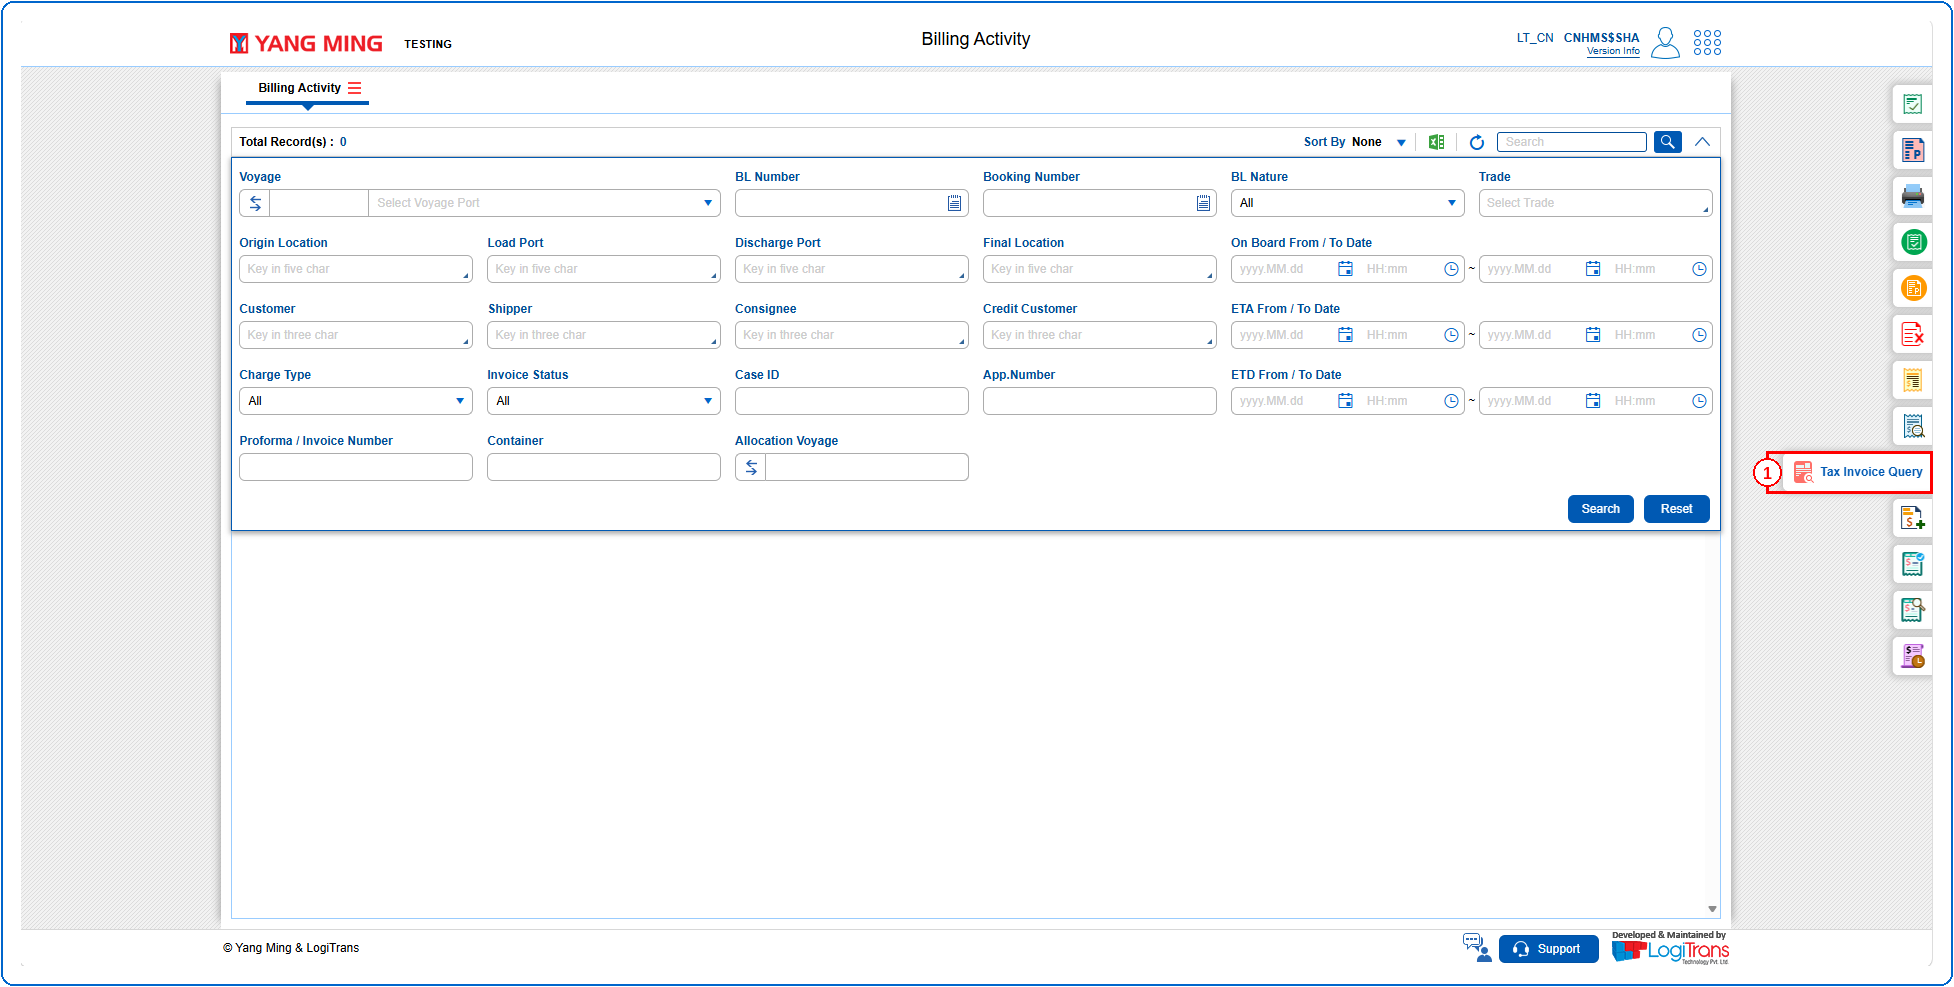 YANG MING TESTING
Billing Activity
LT_CN CNHMS$SHA
Version Info
Billing Activity
Total Record(s) : 0
Sort By None
Search
Voyage
BL Number
Booking Number
BL Nature
Trade
Select Voyage Port
All
Select Trade
Origin Location
Load Port
Discharge Port
Final Location
On Board From / To Date
Key in five char
Key in five char
Key in five char
Key in five char
yyyy.MM.dd HH:mm ~ yyyy.MM.dd HH:mm
Customer
Shipper
Consignee
Credit Customer
ETA From / To Date
Key in three char
Key in three char
Key in three char
Key in three char
yyyy.MM.dd HH:mm ~ yyyy.MM.dd HH:mm
Charge Type
Invoice Status
Case ID
App.Number
ETD From / To Date
All
All
yyyy.MM.dd HH:mm ~ yyyy.MM.dd HH:mm
Proforma / Invoice Number
Container
Allocation Voyage
1 Tax Invoice Query
Search
Reset
© Yang Ming & LogiTrans
Support
Developed & Maintained by
LogiTrans
Technology Pvt. Ltd.